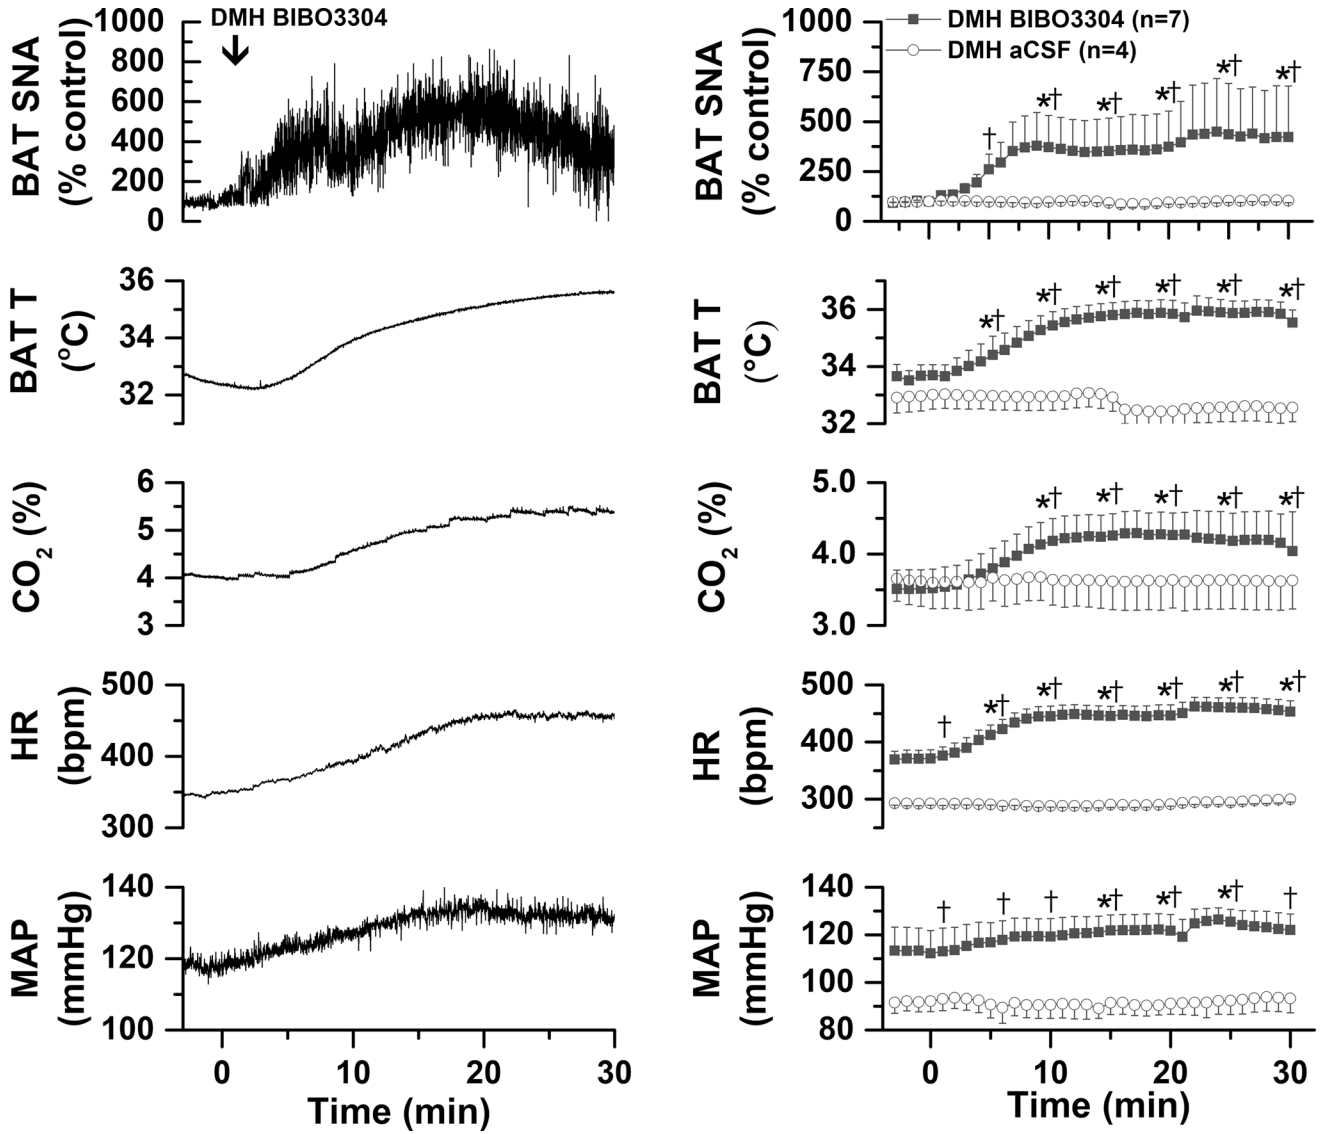 DMH BIBO3304
BAT SNA
(% control)
1000
800
600
400
200
0
BAT T
(°C)
36
34
32
CO2 (%)
6
5
4
3
HR
(bpm)
500
400
300
MAP
(mmHg)
140
120
100
0 10 20 30
Time (min)
DMH BIBO3304 (n=7)
DMH aCSF (n=4)
BAT SNA
(% control)
1000
750
500
250
0
† *† *† *† *† *†
BAT T
(°C)
36
34
32
*† *† *† *† *† *†
CO2 (%)
5.0
4.0
3.0
*† *† *† *† *†
HR
(bpm)
500
400
300
† *† *† *† *† *† *†
MAP
(mmHg)
140
120
100
80
† † † *† *† *† †
0 10 20 30
Time (min)